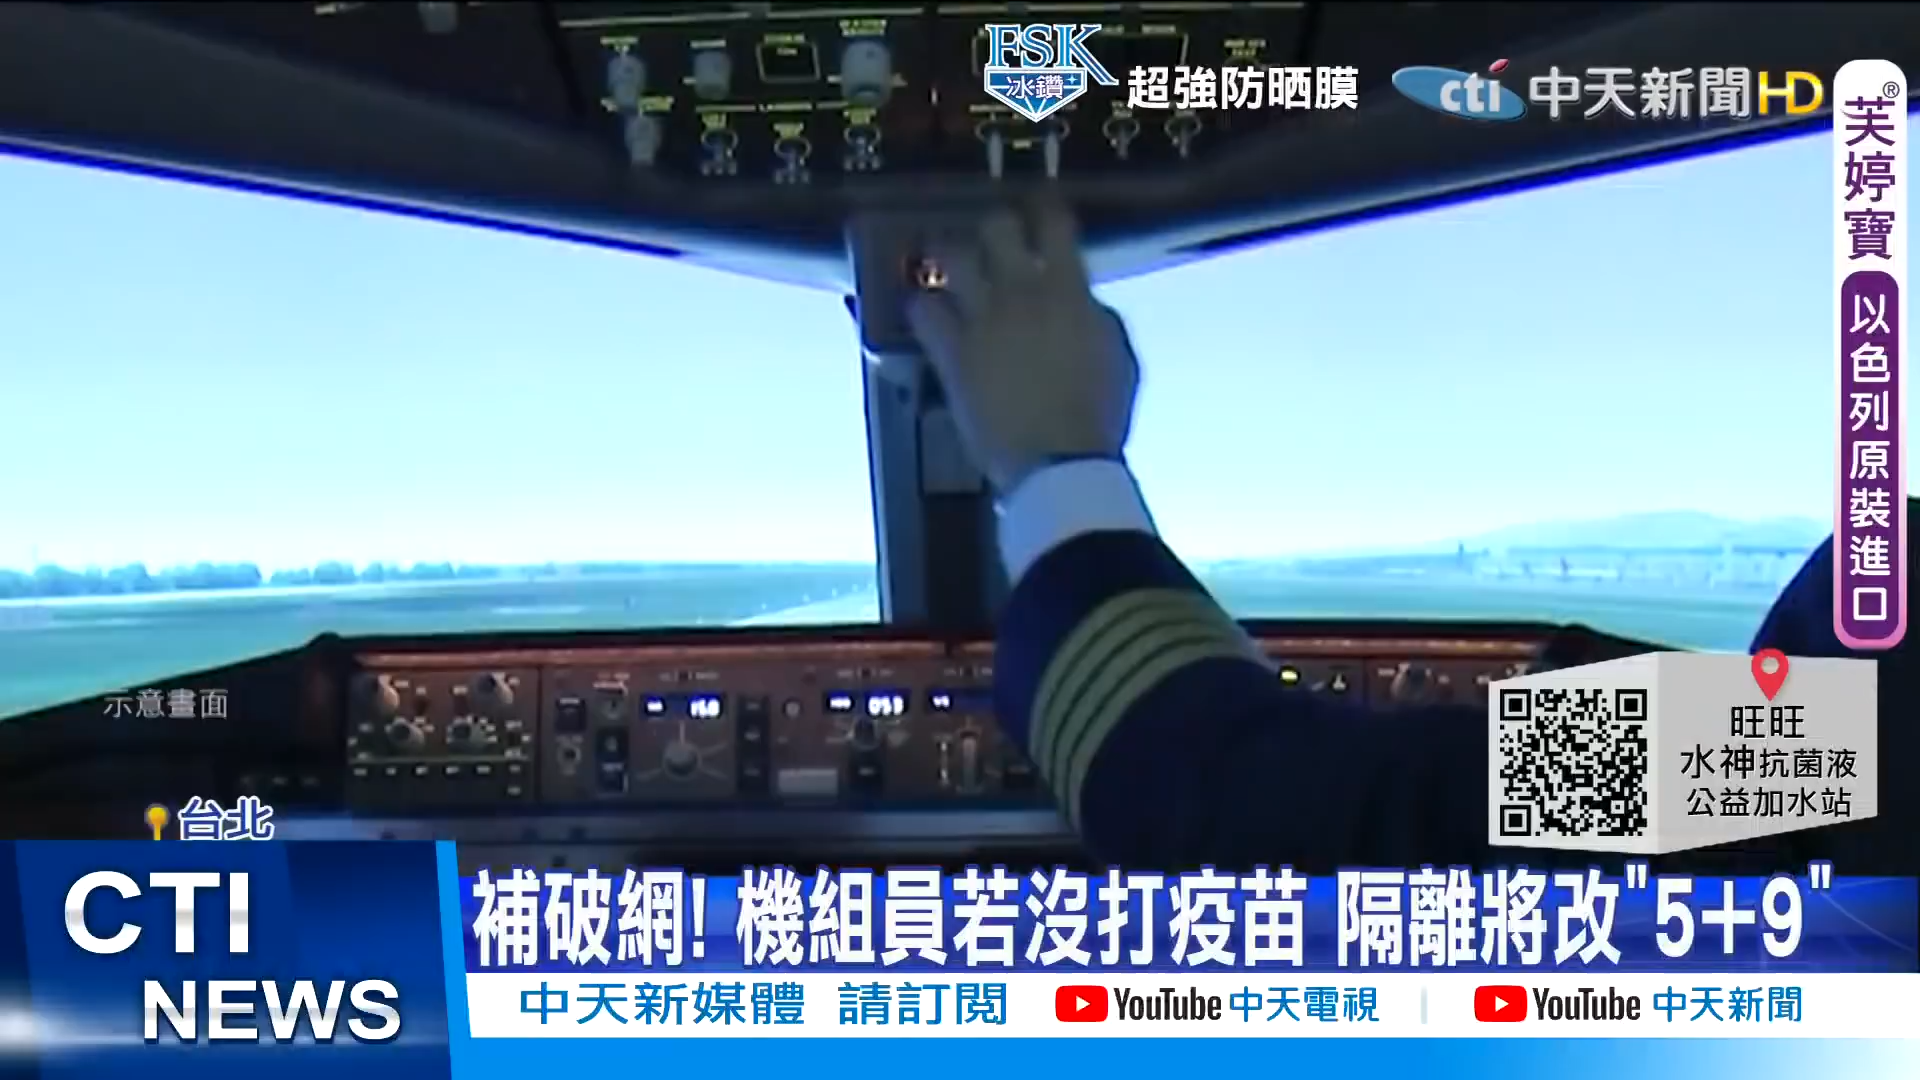 FSK
冰鑽
超強防晒膜
cti 中天新聞HD
芙婷寶®
以色列原裝進口
示意畫面
旺旺
水神抗菌液
公益加水站
台北
CTI
NEWS
補破網! 機組員若沒打疫苗 隔離將改"5+9"
中天新媒體 請訂閱 YouTube 中天電視 | YouTube 中天新聞
150
053